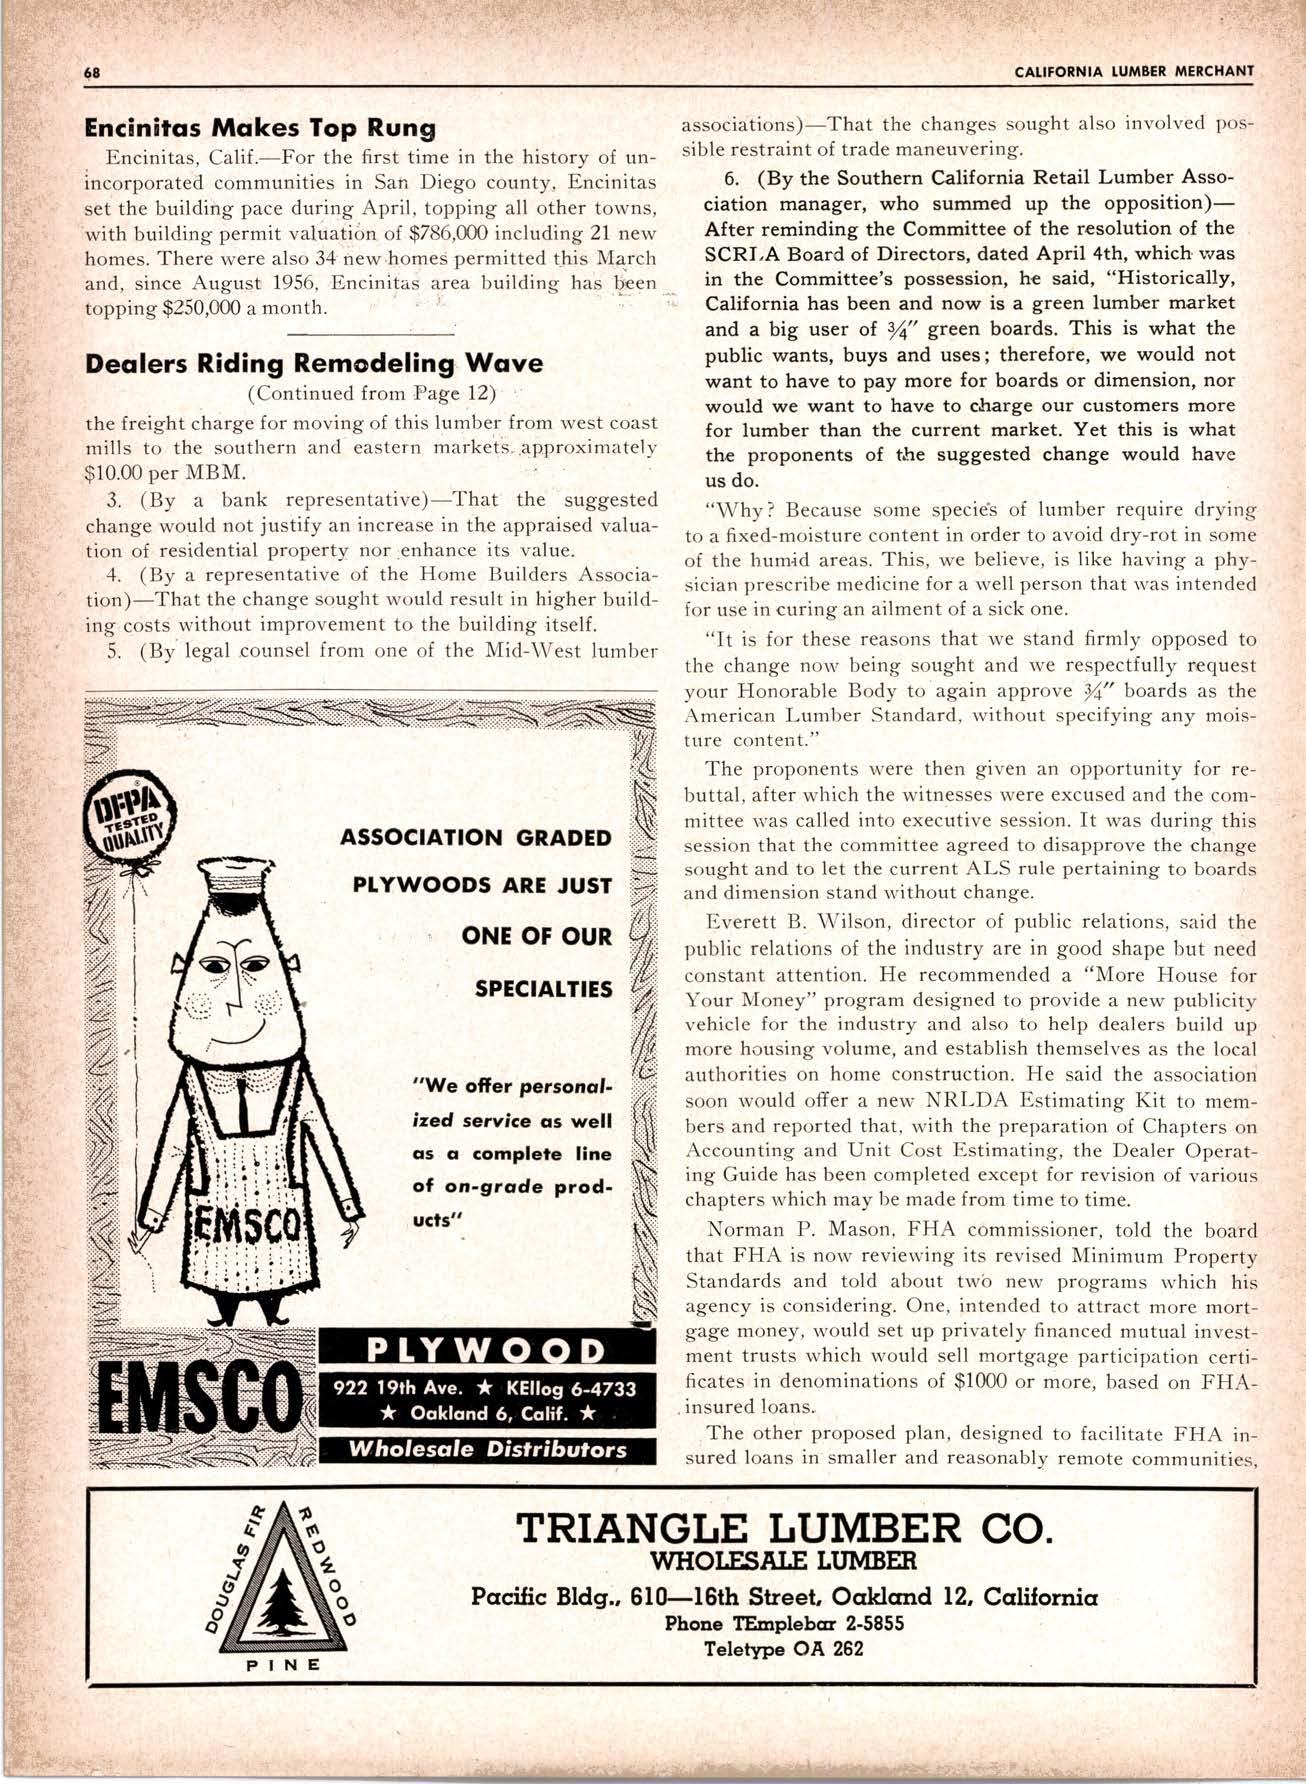 68
CALIFORNIA LUMBER MERCHANT
Encinitas Makes Top Rung
Encinitas, Calif.—For the first time in the history of un-
incorporated communities in San Diego county, Encinitas
set the building pace during April, topping all other towns,
with building permit valuation of $786,000 including 21 new
homes. There were also 34 new homes permitted this March
and, since August 1956, Encinitas area building has been
topping $250,000 a month.
Dealers Riding Remodeling Wave
(Continued from Page 12)
the freight charge for moving of this lumber from west coast
mills to the southern and eastern markets approximately
$10.00 per MBM.
3. (By a bank representative)—That the suggested
change would not justify an increase in the appraised valua-
tion of residential property nor enhance its value.
4. (By a representative of the Home Builders Associa-
tion)—That the change sought would result in higher build-
ing costs without improvement to the building itself.
5. (By legal counsel from one of the Mid-West lumber
associations)—That the changes sought also involved pos-
sible restraint of trade maneuvering.
6. (By the Southern California Retail Lumber Asso-
ciation manager, who summed up the opposition)—
After reminding the Committee of the resolution of the
SCRLA Board of Directors, dated April 4th, which was
in the Committee's possession, he said, "Historically,
California has been and now is a green lumber market
and a big user of ¾" green boards. This is what the
public wants, buys and uses; therefore, we would not
want to have to pay more for boards or dimension, nor
would we want to have to charge our customers more
for lumber than the current market. Yet this is what
the proponents of the suggested change would have
us do.
"Why? Because some species of lumber require drying
to a fixed-moisture content in order to avoid dry-rot in some
of the humid areas. This, we believe, is like having a phy-
sician prescribe medicine for a well person that was intended
for use in curing an ailment of a sick one.
"It is for these reasons that we stand firmly opposed to
the change now being sought and we respectfully request
your Honorable Body to again approve ¾" boards as the
American Lumber Standard, without specifying any mois-
ture content."
The proponents were then given an opportunity for re-
buttal, after which the witnesses were excused and the com-
mittee was called into executive session. It was during this
session that the committee agreed to disapprove the change
sought and to let the current ALS rule pertaining to boards
and dimension stand without change.
Everett B. Wilson, director of public relations, said the
public relations of the industry are in good shape but need
constant attention. He recommended a "More House for
Your Money" program designed to provide a new publicity
vehicle for the industry and also to help dealers build up
more housing volume, and establish themselves as the local
authorities on home construction. He said the association
soon would offer a new NRLDA Estimating Kit to mem-
bers and reported that, with the preparation of Chapters on
Accounting and Unit Cost Estimating, the Dealer Operat-
ing Guide has been completed except for revision of various
chapters which may be made from time to time.
Norman P. Mason, FHA commissioner, told the board
that FHA is now reviewing its revised Minimum Property
Standards and told about two new programs which his
agency is considering. One, intended to attract more mort-
gage money, would set up privately financed mutual invest-
ment trusts which would sell mortgage participation certi-
ficates in denominations of $1000 or more, based on FHA-
insured loans.
The other proposed plan, designed to facilitate FHA in-
sured loans in smaller and reasonably remote communities,
DFPA
TESTED
QUALITY
ASSOCIATION GRADED
PLYWOODS ARE JUST
ONE OF OUR
SPECIALTIES
"We offer personal-
ized service as well
as a complete line
of on-grade prod-
ucts"
EMSCO
EMSCO
PLYWOOD
922 19th Ave. ★ KEllog 6-4733
★ Oakland 6, Calif. ★
Wholesale Distributors
DOUGLAS FIR
REDWOOD
PINE
TRIANGLE LUMBER CO.
WHOLESALE LUMBER
Pacific Bldg., 610—16th Street, Oakland 12, California
Phone TEmplebar 2-5855
Teletype OA 262